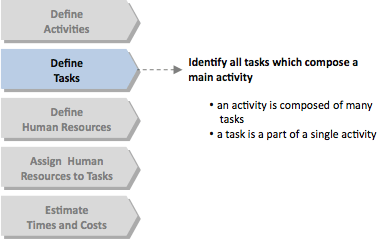 Define
Activities
Define
Tasks
Identify all tasks which compose a
main activity
• an activity is composed of many
tasks
• a task is a part of a single activity
Define
Human Resources
Assign Human
Resources to Tasks
Estimate
Times and Costs